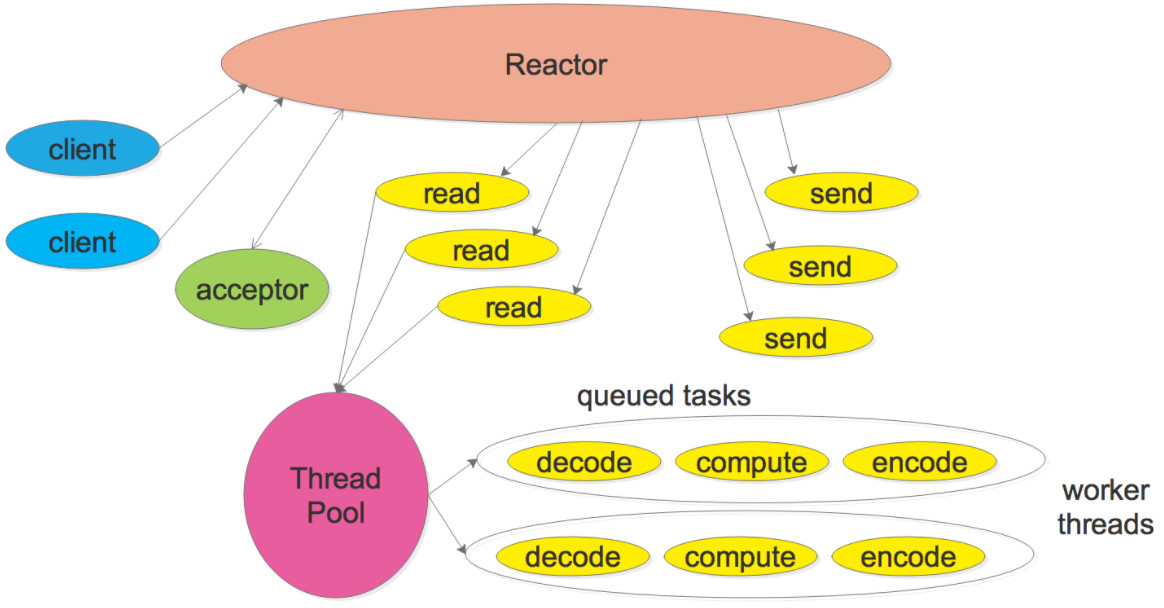 Reactor
client
client
acceptor
read
read
read
send
send
send
Thread
Pool
queued tasks
decode compute encode
decode compute encode
worker
threads